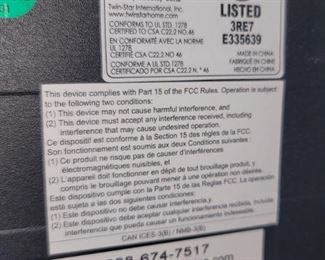 Twin-Star International, Inc.
www.twinstarhome.com
CONFORMS TO UL STD. 1278
CERTIFIED TO CSA C22.2 NO.46
EN CONFORMITÉ AVEC LA NORME
UL 1278,
CERTIFIÉ CSA C22.2 Nº 46
UL STD. 1278
CERTIFICADO POR CSA C22.2 N.º 46
LISTED
3RE7
E335639
MADE IN CHINA
FABRIQUÉ EN CHINE
HECHO EN CHINA
This device complies with Part 15 of the FCC Rules. Operation is subject
to the following two conditions:
(1) This device may not cause harmful interference, and
(2) This device must accept any interference received, including
interference that may cause undesired operation.
Ce dispositif est conforme à la Section 15 des règles de la FCC.
Son fonctionnement est soumis aux deux Conditions suivantes :
(1) Ce produit ne risque pas de causer d'interférences
électromagnétiques nuisibles, et
(2) L'appareil doit fonctionner en dépit de tout brouillage produit, y
compris le brouillage pouvant mener à une opération non désirée.
Este dispositivo cumple con la Parte 15 de las Reglas FCC. La operación
está sujeta a las
(1) Este dispositivo no debe causar interferencia, y
(2) Este dispositivo debe aceptar cualquier interferencia recibida, incluida
interferencia que pueda causar un funcionamiento indeseable.
CAN ICES-3(B) / NMB-3(B)
674-7517